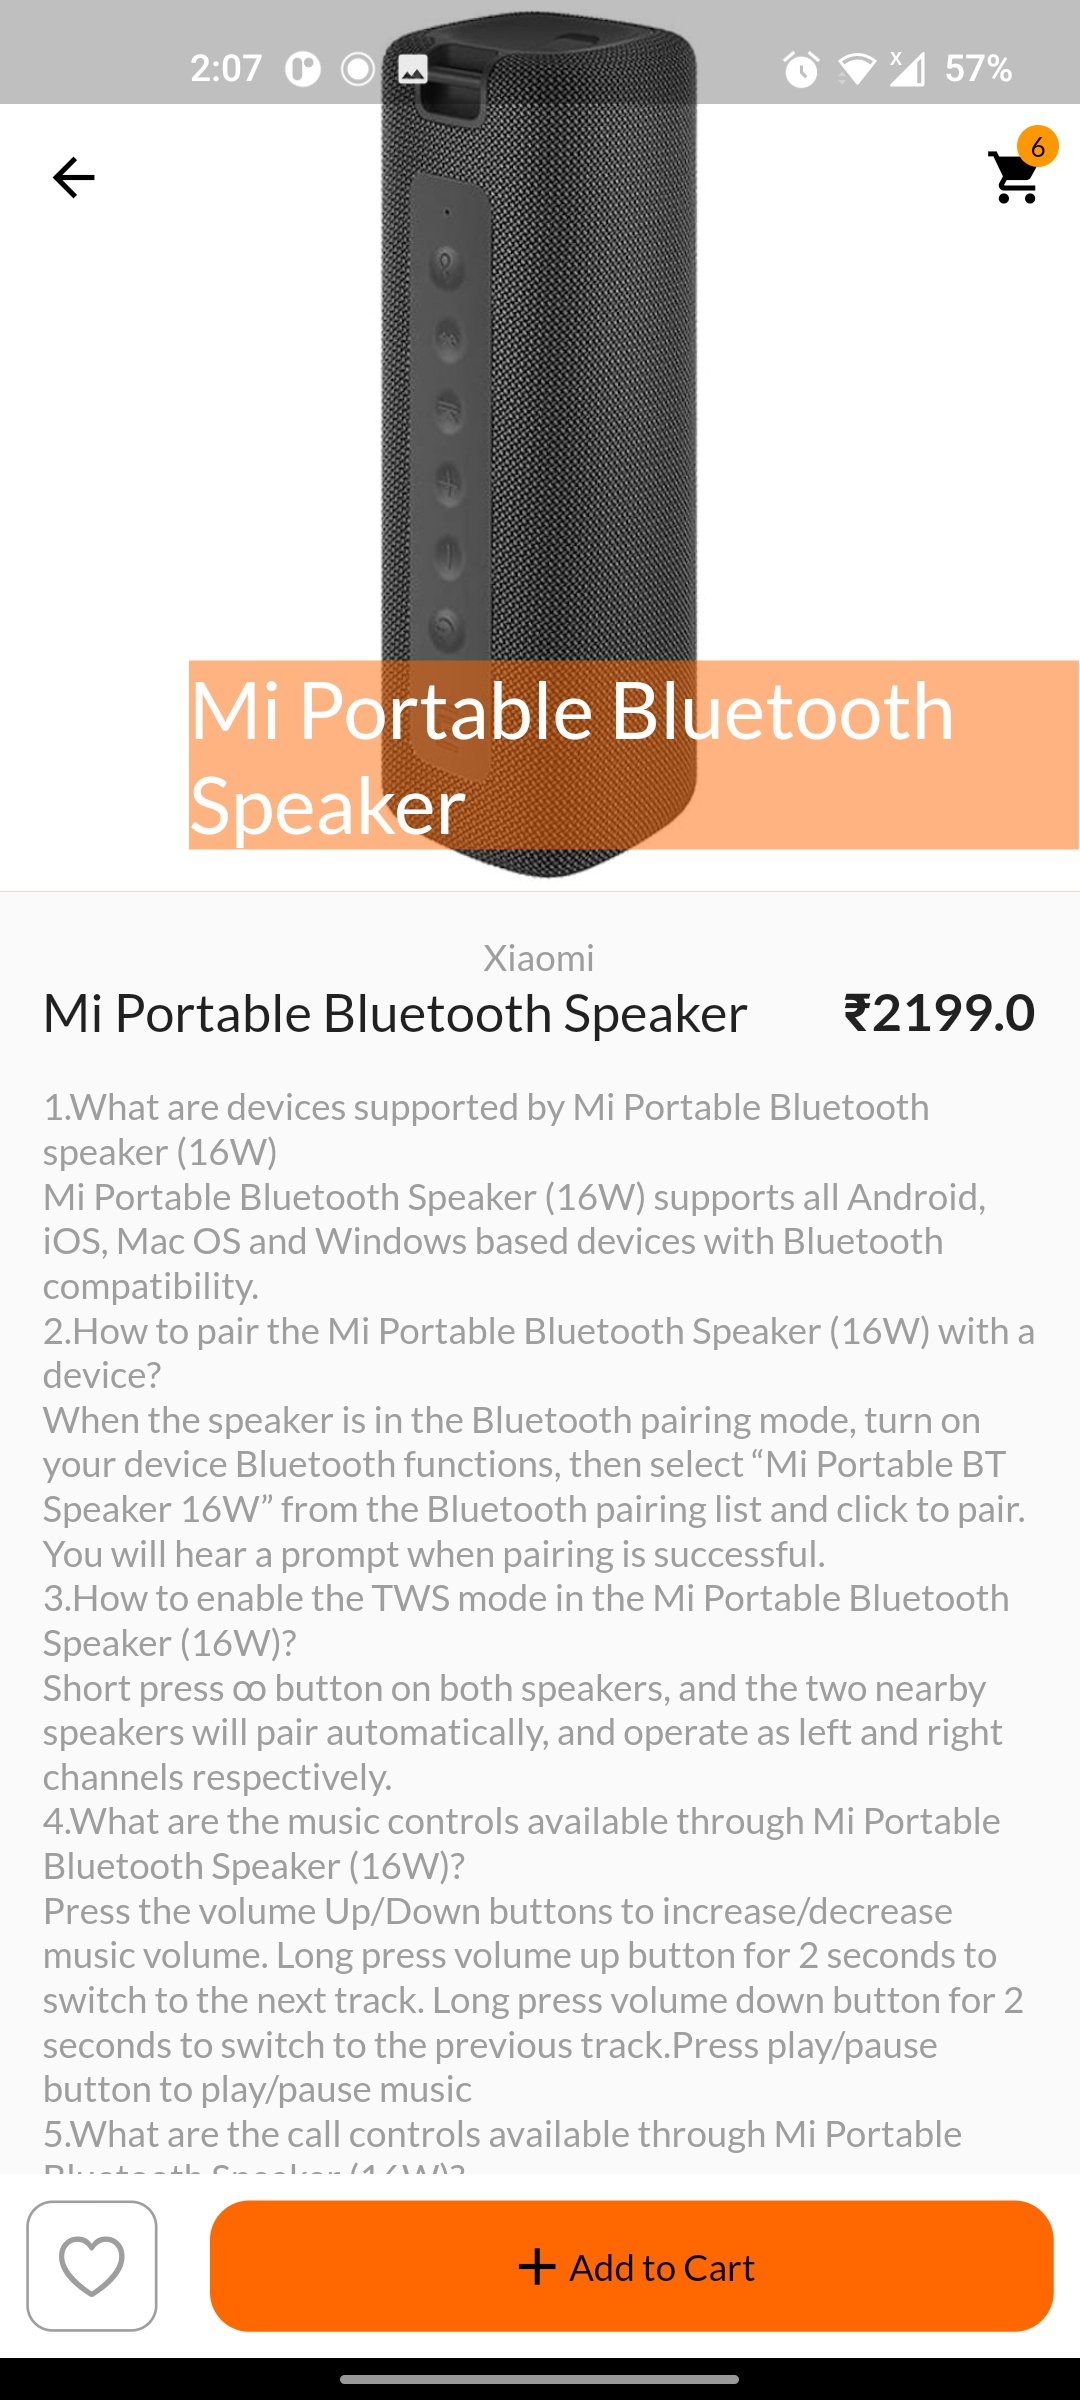 2:07
57%
6
Mi Portable Bluetooth
Speaker
Xiaomi
Mi Portable Bluetooth Speaker ₹2199.0
1.What are devices supported by Mi Portable Bluetooth
speaker (16W)
Mi Portable Bluetooth Speaker (16W) supports all Android,
iOS, Mac OS and Windows based devices with Bluetooth
compatibility.
2.How to pair the Mi Portable Bluetooth Speaker (16W) with a
device?
When the speaker is in the Bluetooth pairing mode, turn on
your device Bluetooth functions, then select “Mi Portable BT
Speaker 16W” from the Bluetooth pairing list and click to pair.
You will hear a prompt when pairing is successful.
3.How to enable the TWS mode in the Mi Portable Bluetooth
Speaker (16W)?
Short press ꝏ button on both speakers, and the two nearby
speakers will pair automatically, and operate as left and right
channels respectively.
4.What are the music controls available through Mi Portable
Bluetooth Speaker (16W)?
Press the volume Up/Down buttons to increase/decrease
music volume. Long press volume up button for 2 seconds to
switch to the next track. Long press volume down button for 2
seconds to switch to the previous track.Press play/pause
button to play/pause music
5.What are the call controls available through Mi Portable
Bluetooth Speaker (16W)?
Add to Cart